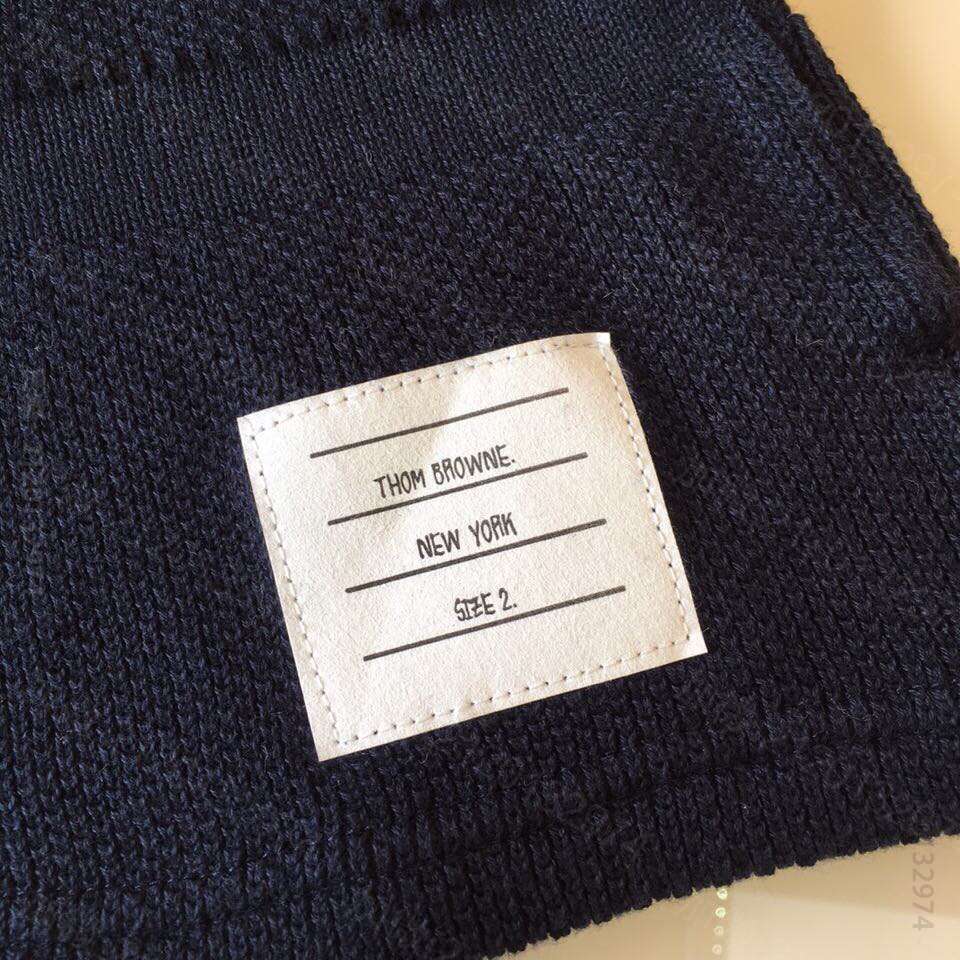 THOM BROWNE.
NEW YORK
SIZE 2.